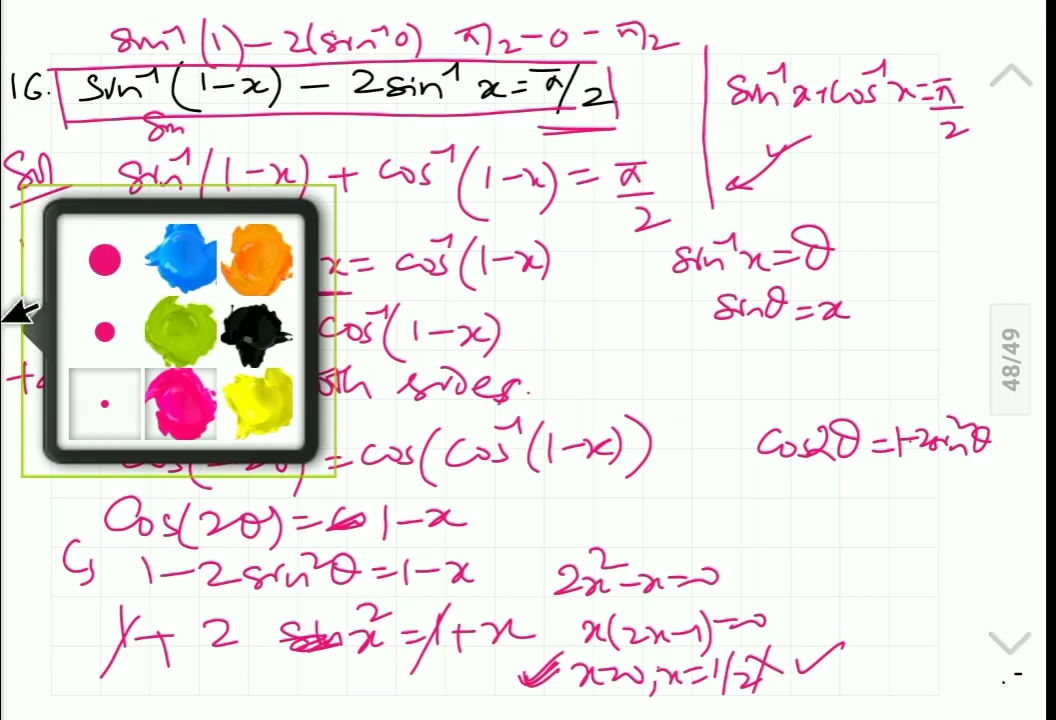 sin⁻¹(1) - 2(sin⁻¹0) π/2 - 0 - π/2
16. sin⁻¹(1-x) - 2sin⁻¹ x = π/2
sin
sin⁻¹x + cos⁻¹x = π/2
Sol sin⁻¹(1-x) + cos⁻¹(1-x) = π/2
x = cos⁻¹(1-x)
sin⁻¹x = θ
sinθ = x
cos⁻¹(1-x)
sides.
= cos(cos⁻¹(1-x))
cos2θ = 1-2sin²θ
Cos(2θ) = 1-x
1-2sin²θ = 1-x
2x²-x=0
1+ 2 x² = 1+x
x(2x-1)=0
x=0, x=1/2
48/49